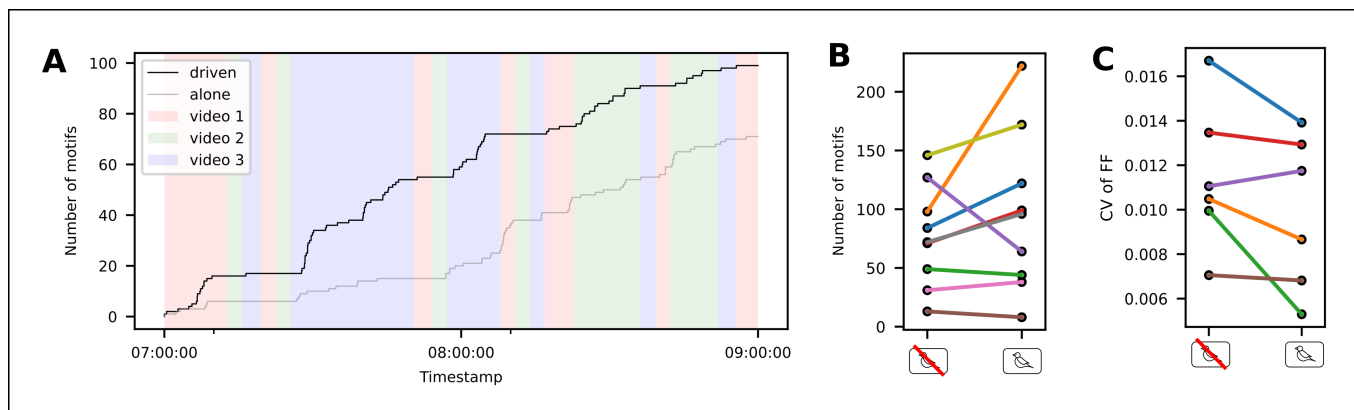 A
Number of motifs
100
80
60
40
20
0
driven
alone
video 1
video 2
video 3
07:00:00
08:00:00
09:00:00
Timestamp
B
Number of motifs
200
150
100
50
0
C
CV of FF
0.016
0.014
0.012
0.010
0.008
0.006